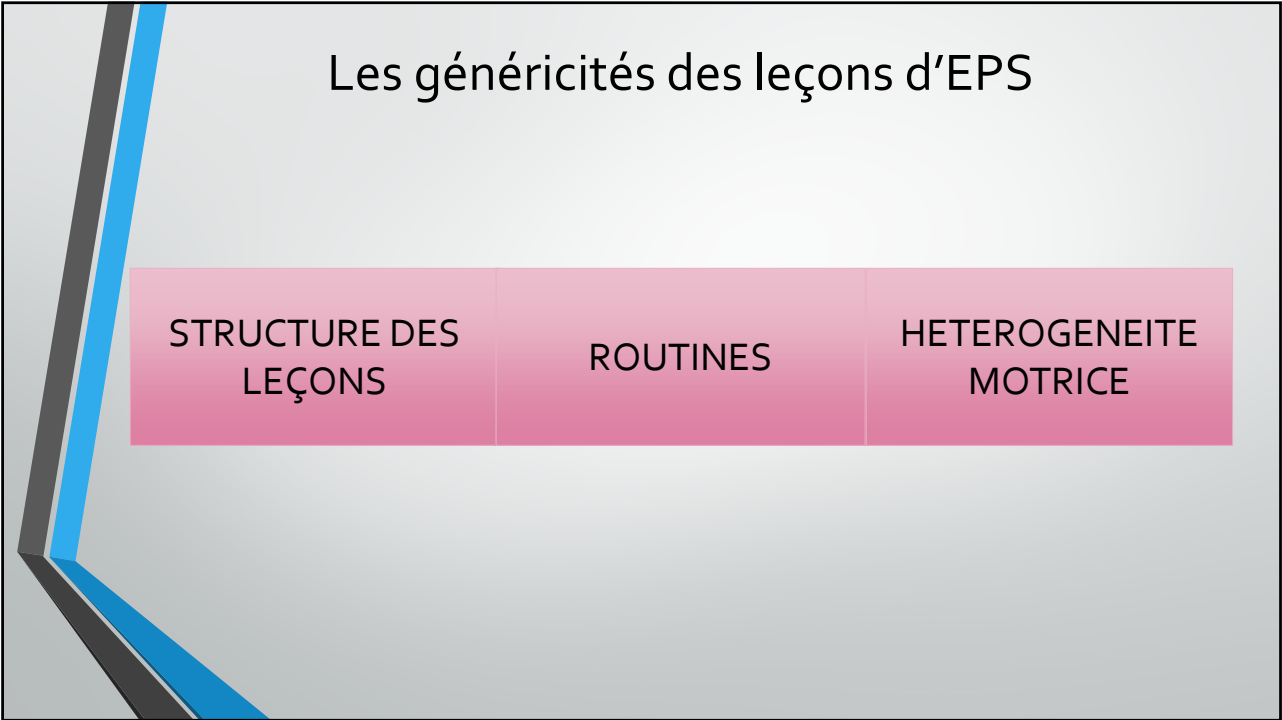 Les généricités des leçons d’EPS
STRUCTURE DES
LEÇONS
ROUTINES
HETEROGENEITE
MOTRICE